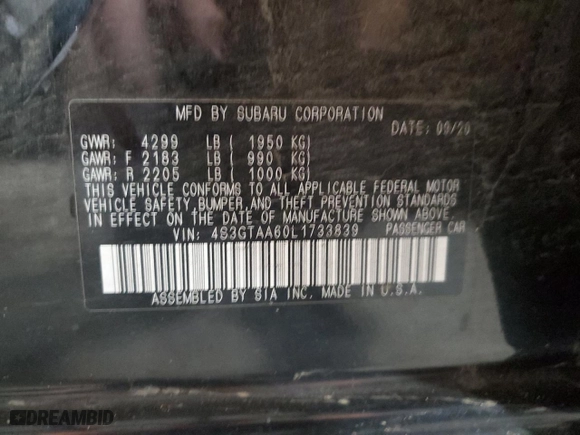 MFD BY SUBARU CORPORATION
DATE: 09/20
GVWR: 4299 LB ( 1950 KG)
GAWR: F 2183 LB ( 990 KG)
GAWR: R 2205 LB ( 1000 KG)
THIS VEHICLE CONFORMS TO ALL APPLICABLE FEDERAL MOTOR
VEHICLE SAFETY,BUMPER,AND THEFT PREVENTION STANDARDS
IN EFFECT ON THE DATE OF MANUFACTURE SHOWN ABOVE.
VIN: 4S3GTAA60L1733839 PASSENGER CAR
ASSEMBLED BY SIA INC. MADE IN U.S.A.
DREAMBID